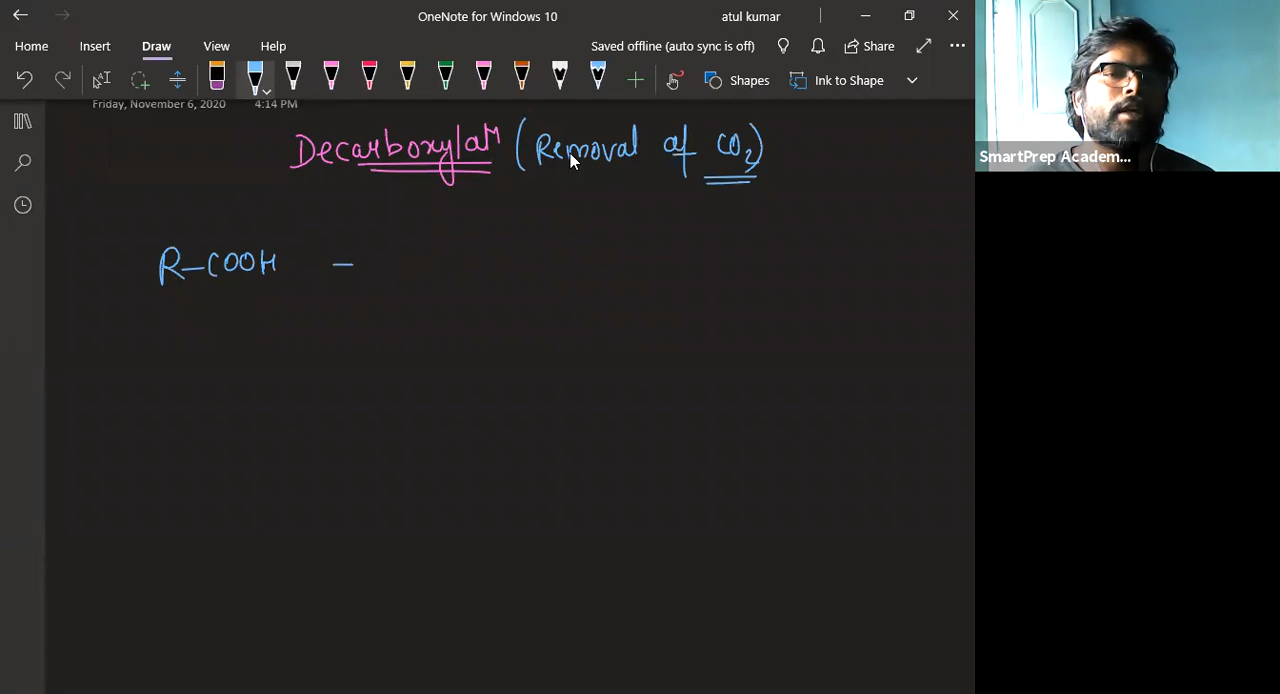 OneNote for Windows 10 atul kumar
Home Insert Draw View Help Saved offline (auto sync is off) Share
Shapes Ink to Shape
Friday, November 6, 2020 4:14 PM
SmartPrep Academ...
(Removal of CO₂)
R-COOH -